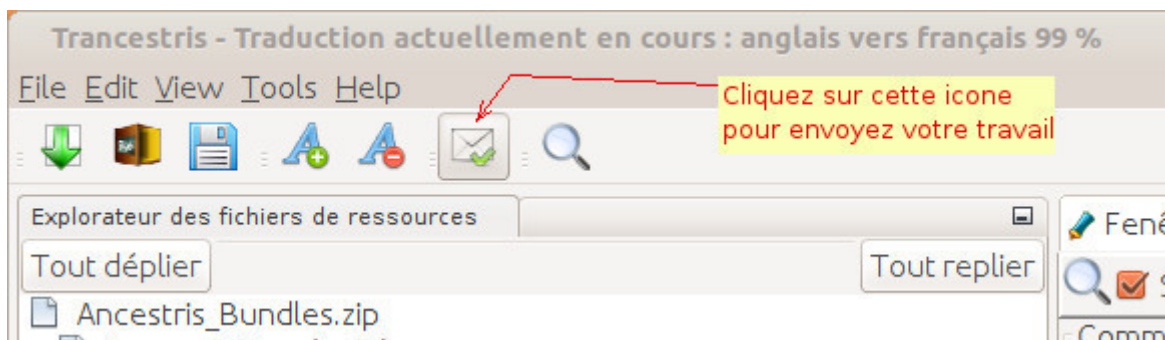 Trancestris - Traduction actuellement en cours : anglais vers français 99 %
File Edit View Tools Help
Cliquez sur cette icone
pour envoyez votre travail
Explorateur des fichiers de ressources
Tout déplier
Tout replier
Ancestris_Bundles.zip